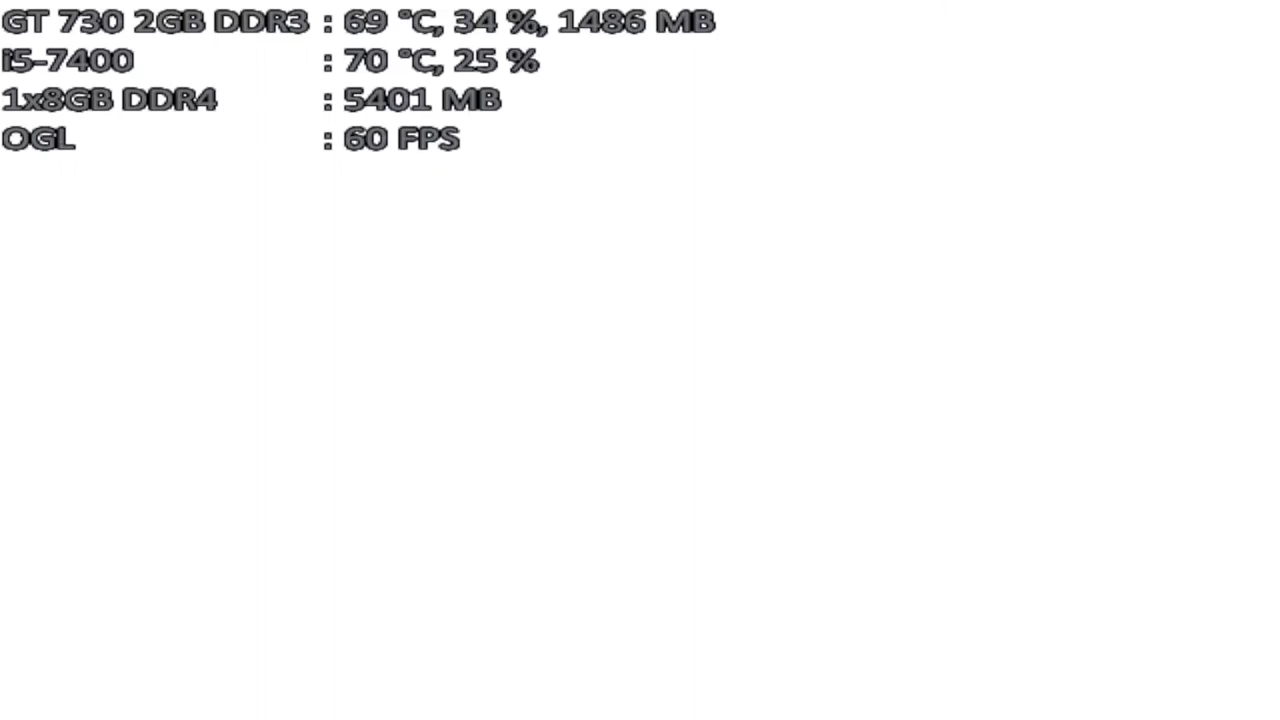 GT 730 2GB DDR3 : 69 °C, 34 %, 1486 MB
i5-7400 : 70 °C, 25 %
1x8GB DDR4 : 5401 MB
OGL : 60 FPS